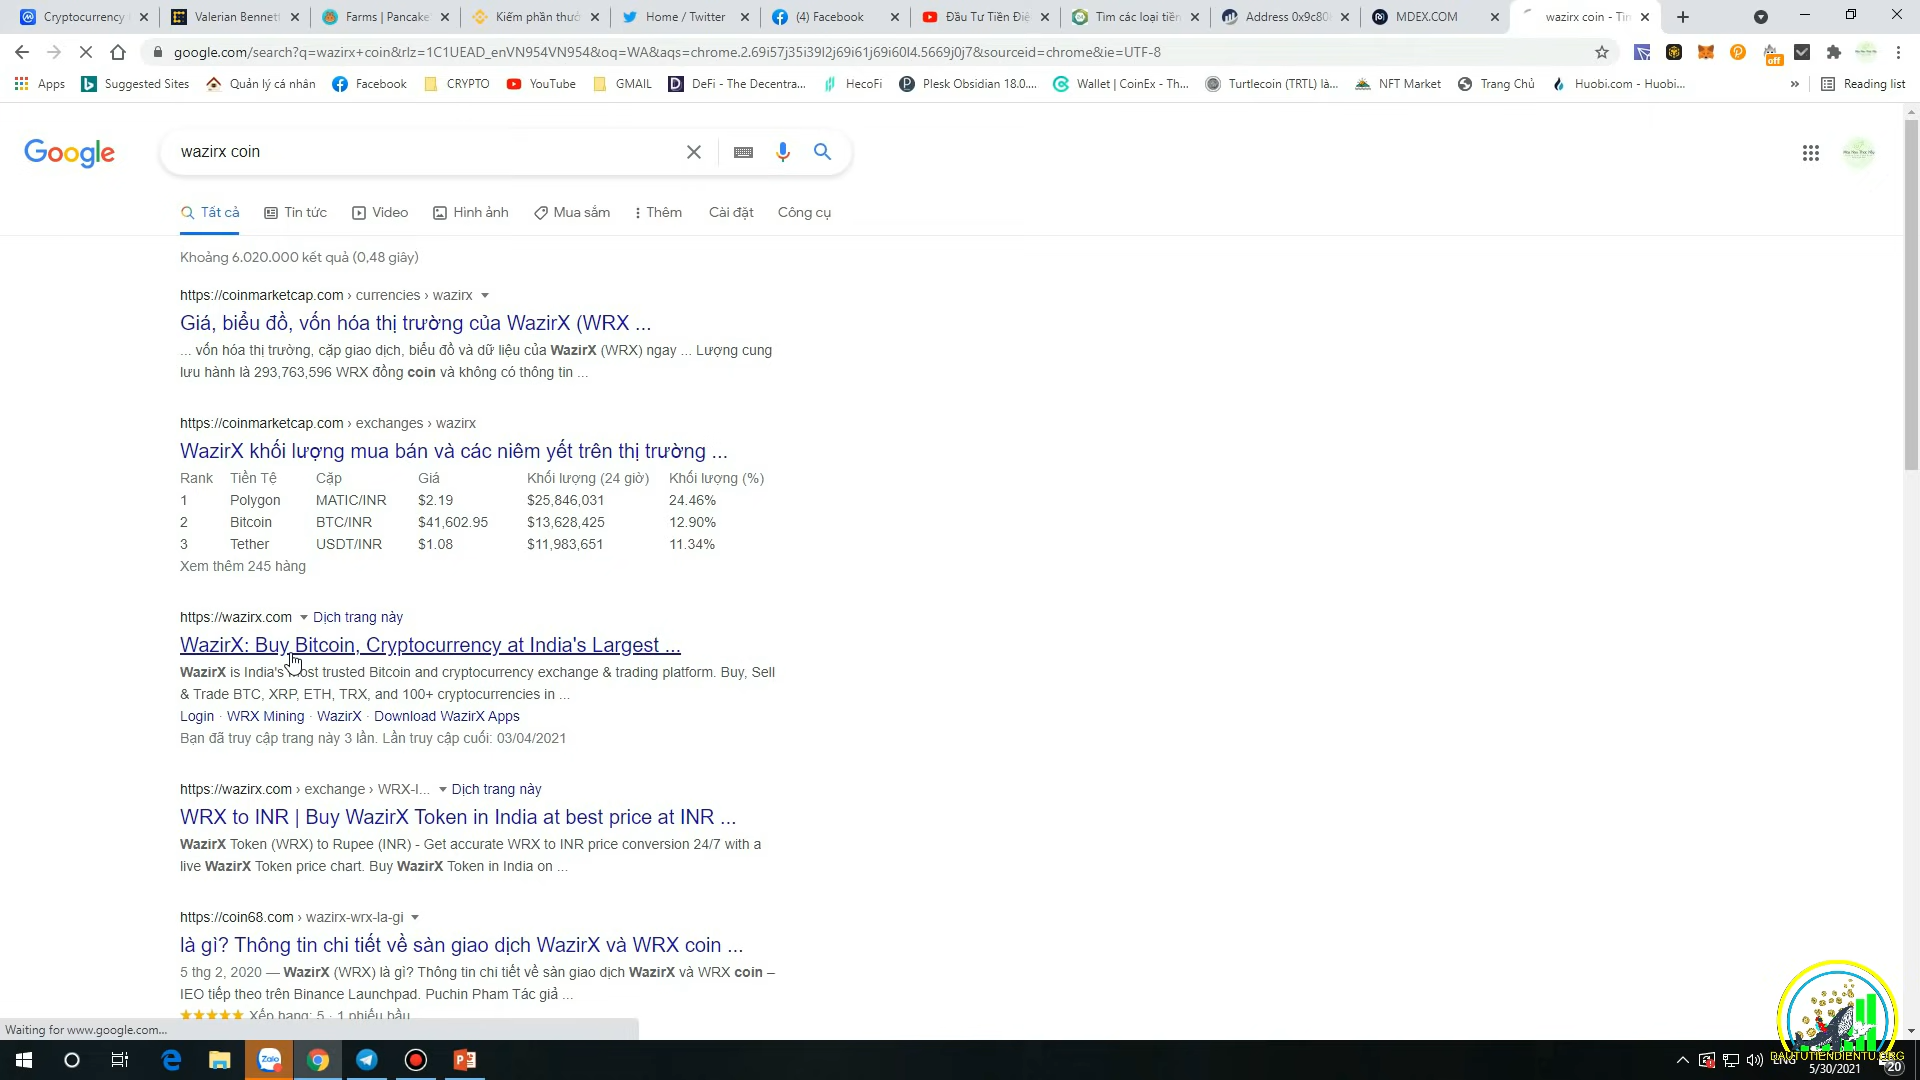 Cryptocurrency
Valerian Bennet
Farms | Pancake
Kiếm phần thưở
Home / Twitter
(4) Facebook
Đầu Tư Tiền Điệ
Tìm các loại tiền
Address 0x9c80
MDEX.COM
wazirx coin - Tìm
google.com/search?q=wazirx+coin&rlz=1C1UEAD_enVN954VN954&oq=WA&aqs=chrome.2.69i57j35i39l2j69i61j69i60l4.5669j0j7&sourceid=chrome&ie=UTF-8
off
Apps
Suggested Sites
Quản lý cá nhân
Facebook
CRYPTO
YouTube
GMAIL
DeFi - The Decentra...
HecoFi
Plesk Obsidian 18.0....
Wallet | CoinEx - Th...
Turtlecoin (TRTL) là...
NFT Market
Trang Chủ
Huobi.com - Huobi...
»
Reading list
Google
wazirx coin
Tất cả
Tin tức
Video
Hình ảnh
Mua sắm
Thêm
Cài đặt
Công cụ
Khoảng 6.020.000 kết quả (0,48 giây)
https://coinmarketcap.com › currencies › wazirx
Giá, biểu đồ, vốn hóa thị trường của WazirX (WRX ...
... vốn hóa thị trường, cặp giao dịch, biểu đồ và dữ liệu của WazirX (WRX) ngay ... Lượng cung
lưu hành là 293,763,596 WRX đồng coin và không có thông tin ...
https://coinmarketcap.com › exchanges › wazirx
WazirX khối lượng mua bán và các niêm yết trên thị trường ...
Rank Tiền Tệ Cặp Giá Khối lượng (24 giờ) Khối lượng (%)
1 Polygon MATIC/INR $2.19 $25,846,031 24.46%
2 Bitcoin BTC/INR $41,602.95 $13,628,425 12.90%
3 Tether USDT/INR $1.08 $11,983,651 11.34%
Xem thêm 245 hàng
https://wazirx.com Dịch trang này
WazirX: Buy Bitcoin, Cryptocurrency at India's Largest ...
WazirX is India's most trusted Bitcoin and cryptocurrency exchange & trading platform. Buy, Sell
& Trade BTC, XRP, ETH, TRX, and 100+ cryptocurrencies in ...
Login · WRX Mining · WazirX · Download WazirX Apps
Bạn đã truy cập trang này 3 lần. Lần truy cập cuối: 03/04/2021
https://wazirx.com › exchange › WRX-I... Dịch trang này
WRX to INR | Buy WazirX Token in India at best price at INR ...
WazirX Token (WRX) to Rupee (INR) - Get accurate WRX to INR price conversion 24/7 with a
live WazirX Token price chart. Buy WazirX Token in India on ...
https://coin68.com › wazirx-wrx-la-gi
là gì? Thông tin chi tiết về sàn giao dịch WazirX và WRX coin ...
5 thg 2, 2020 — WazirX (WRX) là gì? Thông tin chi tiết về sàn giao dịch WazirX và WRX coin –
IEO tiếp theo trên Binance Launchpad. Puchin Pham Tác giả ...
Xếp hạng: 5 · 1 phiếu bầu
Waiting for www.google.com...
Zalo
ENG
DAUTUTIENDIENTU.ORG
5/30/2021
20